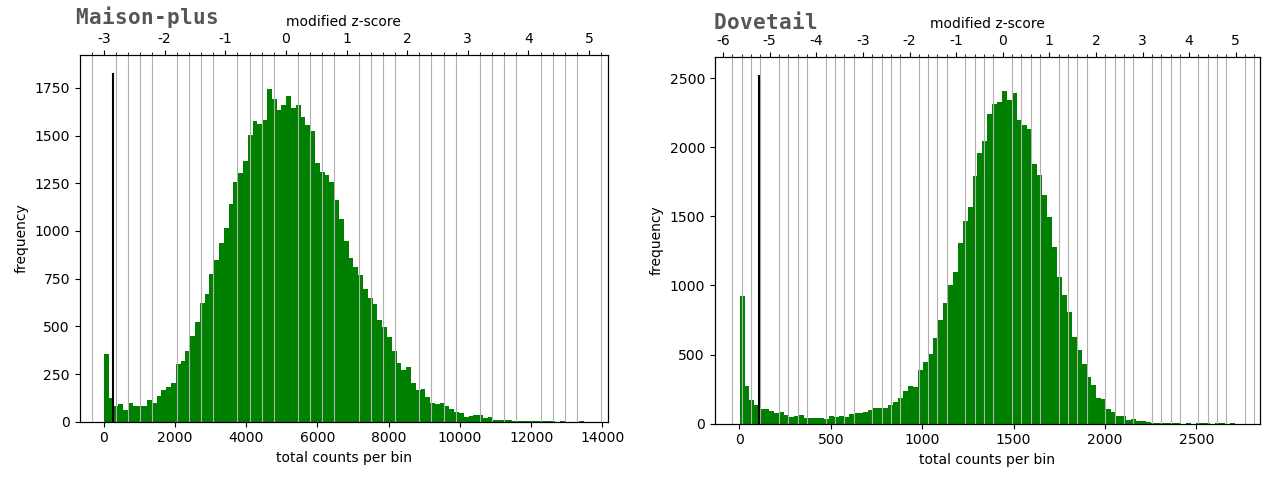 Maison-plus
modified z-score
-3 -2 -1 0 1 2 3 4 5
1750
1500
1250
1000
750
500
250
0
frequency
0 2000 4000 6000 8000 10000 12000 14000
total counts per bin
Dovetail
modified z-score
-6 -5 -4 -3 -2 -1 0 1 2 3 4 5
2500
2000
1500
1000
500
0
frequency
0 500 1000 1500 2000 2500
total counts per bin